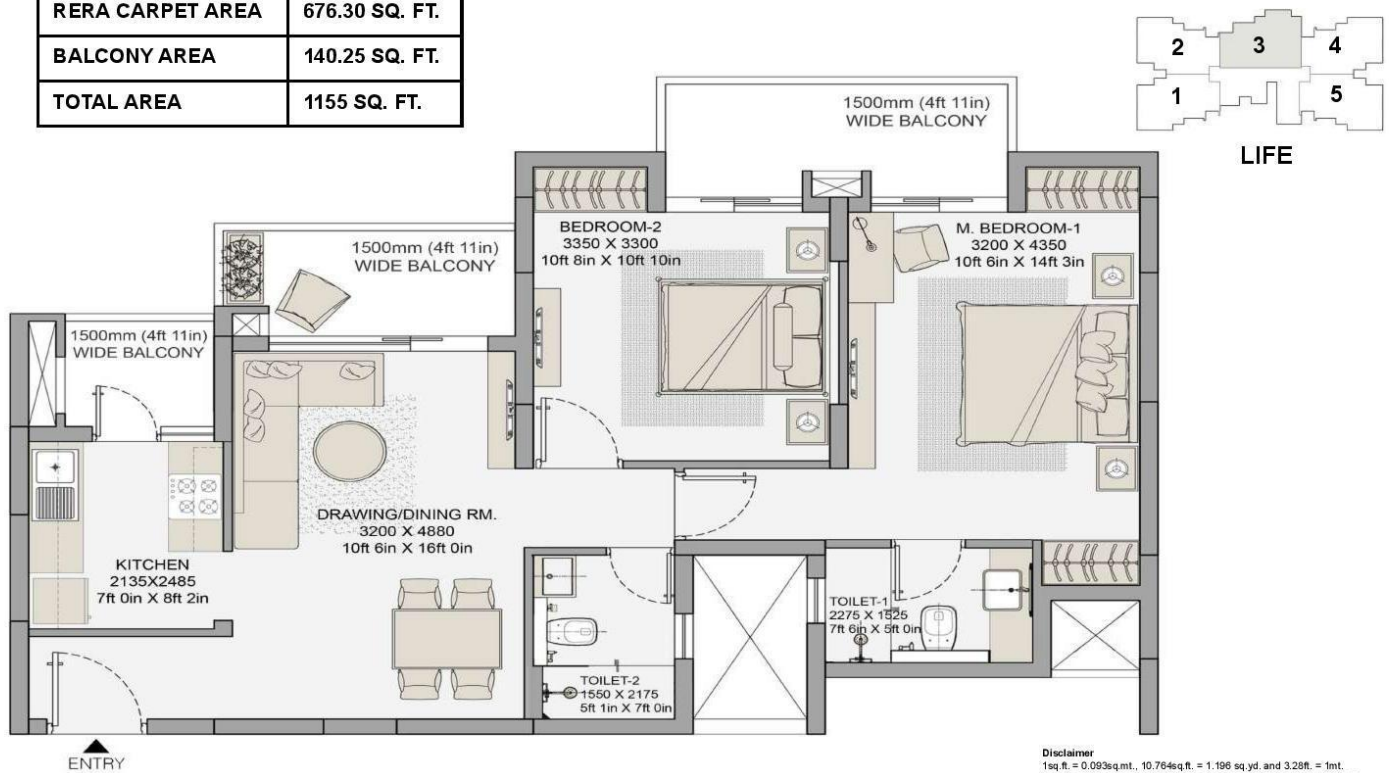 RERA CARPET AREA 676.30 SQ. FT.
BALCONY AREA 140.25 SQ. FT.
TOTAL AREA 1155 SQ. FT.
2 3 4
1 5
LIFE
1500mm (4ft 11in)
WIDE BALCONY
1500mm (4ft 11in)
WIDE BALCONY
1500mm (4ft 11in)
WIDE BALCONY
BEDROOM-2
3350 X 3300
10ft 8in X 10ft 10in
M. BEDROOM-1
3200 X 4350
10ft 6in X 14ft 3in
DRAWING/DINING RM.
3200 X 4880
10ft 6in X 16ft 0in
KITCHEN
2135X2485
7ft 0in X 8ft 2in
TOILET-1
2275 X 1525
7ft 6in X 5ft 0in
TOILET-2
1550 X 2175
5ft 1in X 7ft 0in
ENTRY
Disclaimer
1sq.ft. = 0.093sq.mt., 10.764sq.ft. = 1.196 sq.yd. and 3.28ft. = 1mt.